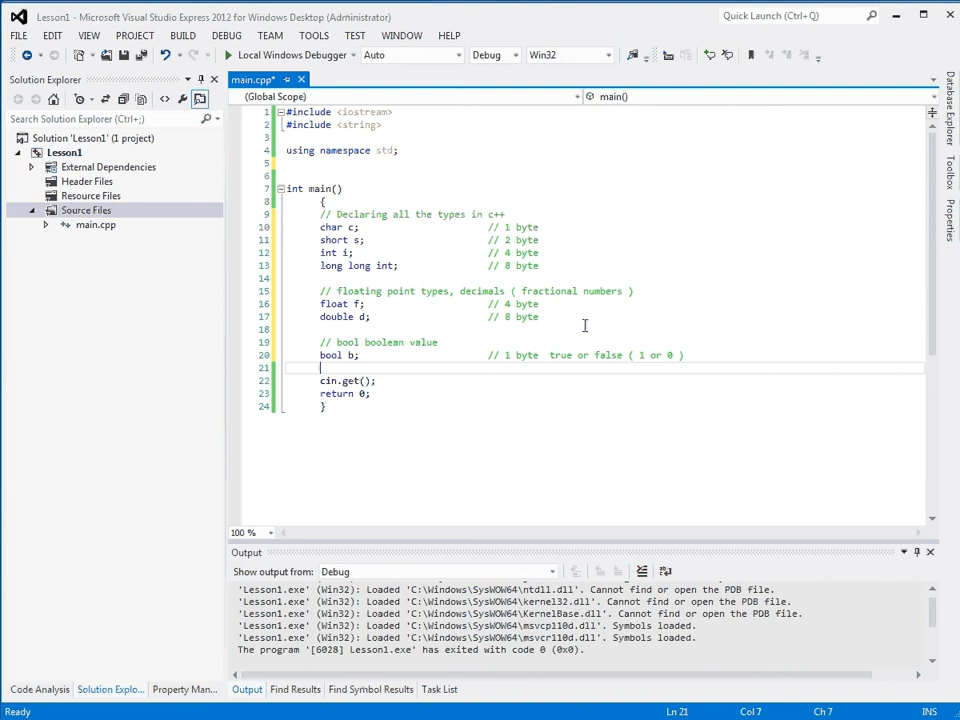 Lesson1 - Microsoft Visual Studio Express 2012 for Windows Desktop (Administrator)
Quick Launch (Ctrl+Q)
FILE EDIT VIEW PROJECT BUILD DEBUG TEAM TOOLS TEST WINDOW HELP
Local Windows Debugger Auto Debug Win32
Solution Explorer
main.cpp*
(Global Scope)
main()
Search Solution Explorer (Ctrl+;)
Solution 'Lesson1' (1 project)
Lesson1
External Dependencies
Header Files
Resource Files
Source Files
main.cpp
1 #include <iostream>
2 #include <string>
3
4 using namespace std;
5
6
7 int main()
8 {
9 // Declaring all the types in c++
10 char c; // 1 byte
11 short s; // 2 byte
12 int i; // 4 byte
13 long long int; // 8 byte
14
15 // floating point types, decimals ( fractional numbers )
16 float f; // 4 byte
17 double d; // 8 byte
18
19 // bool boolean value
20 bool b; // 1 byte true or false ( 1 or 0 )
21
22 cin.get();
23 return 0;
24 }
Database Explorer
Toolbox
Properties
100 %
Output
Show output from: Debug
'Lesson1.exe' (Win32): Loaded 'C:\Windows\SysWOW64\ntdll.dll'. Cannot find or open the PDB file.
'Lesson1.exe' (Win32): Loaded 'C:\Windows\SysWOW64\kernel32.dll'. Cannot find or open the PDB file.
'Lesson1.exe' (Win32): Loaded 'C:\Windows\SysWOW64\KernelBase.dll'. Cannot find or open the PDB file.
'Lesson1.exe' (Win32): Loaded 'C:\Windows\SysWOW64\msvcp110d.dll'. Symbols loaded.
'Lesson1.exe' (Win32): Loaded 'C:\Windows\SysWOW64\msvcr110d.dll'. Symbols loaded.
The program '[6028] Lesson1.exe' has exited with code 0 (0x0).
Code Analysis Solution Explo... Property Man...
Output Find Results Find Symbol Results Task List
Ready
Ln 21 Col 7 Ch 7 INS